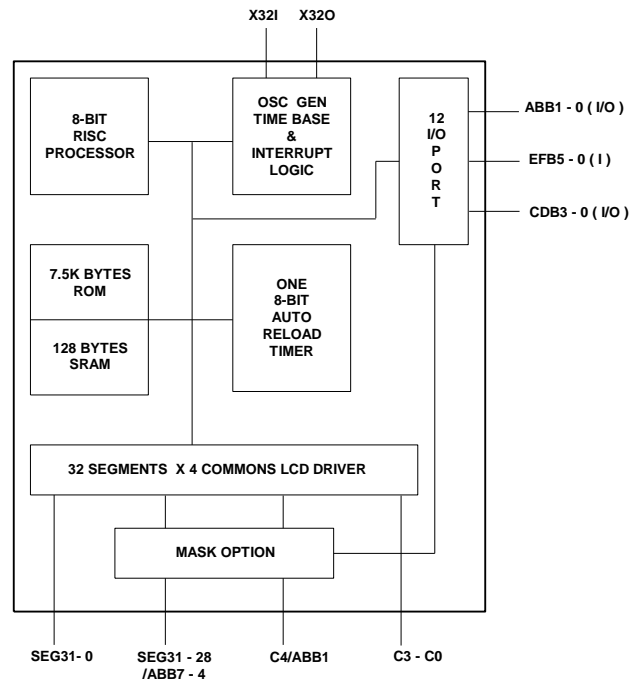 X32I X32O
8-BIT
RISC
PROCESSOR
OSC GEN
TIME BASE
&
INTERRUPT
LOGIC
12
I/O
P
O
R
T
ABB1 - 0 ( I/O )
EFB5 - 0 ( I )
CDB3 - 0 ( I/O )
7.5K BYTES
ROM
128 BYTES
SRAM
ONE
8-BIT
AUTO
RELOAD
TIMER
32 SEGMENTS X 4 COMMONS LCD DRIVER
MASK OPTION
SEG31- 0
SEG31 - 28
/ABB7 - 4
C4/ABB1
C3 - C0